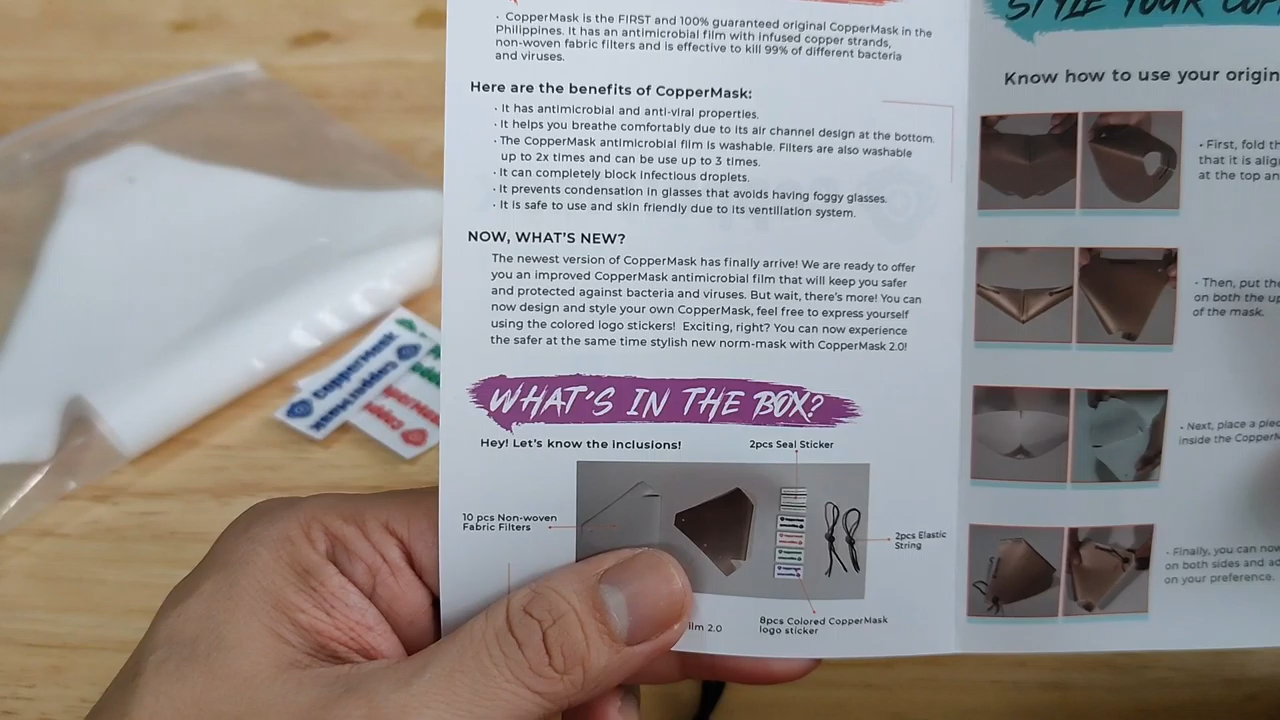 · CopperMask is the FIRST and 100% guaranteed original CopperMask in the
Philippines. It has an antimicrobial film with infused copper strands,
non-woven fabric filters and is effective to kill 99% of different bacteria
and viruses.
Here are the benefits of CopperMask:
· It has antimicrobial and anti-viral properties.
· It helps you breathe comfortably due to its air channel design at the bottom.
· The CopperMask antimicrobial film is washable. Filters are also washable
up to 2x times and can be use up to 3 times.
· It can completely block infectious droplets.
· It prevents condensation in glasses that avoids having foggy glasses.
· It is safe to use and skin friendly due to its ventillation system.
NOW, WHAT'S NEW?
The newest version of CopperMask has finally arrive! We are ready to offer
you an improved CopperMask antimicrobial film that will keep you safer
and protected against bacteria and viruses. But wait, there's more! You can
now design and style your own CopperMask, feel free to express yourself
using the colored logo stickers! Exciting, right? You can now experience
the safer at the same time stylish new norm-mask with CopperMask 2.0!
WHAT'S IN THE BOX?
Hey! Let's know the inclusions!
2pcs Seal Sticker
10 pcs Non-woven
Fabric Filters
2pcs Elastic
String
8pcs Colored CopperMask
logo sticker
ilm 2.0
STYLE YOUR COP
Know how to use your origin
· First, fold th
that it is alig
at the top an
· Then, put the
on both the up
of the mask.
· Next, place a pie
inside the CopperM
· Finally, you can now
on both sides and ad
on your preference.
CopperMask
CopperMask